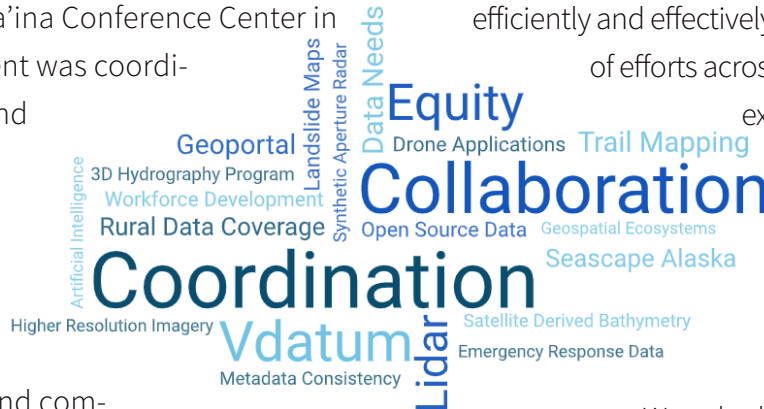 a’ina Conference Center in
ent was coordi-
nd
efficiently and effectively
of efforts across
ex
Landslide Maps
Synthetic Aperture Radar
Data Needs
Equity
Geoportal
Drone Applications
Trail Mapping
3D Hydrography Program
Collaboration
Artificial Intelligence
Workforce Development
Rural Data Coverage
Open Source Data
Geospatial Ecosystems
Coordination
Seascape Alaska
Higher Resolution Imagery
Vdatum
Lidar
Satellite Derived Bathymetry
Emergency Response Data
Metadata Consistency
nd com-